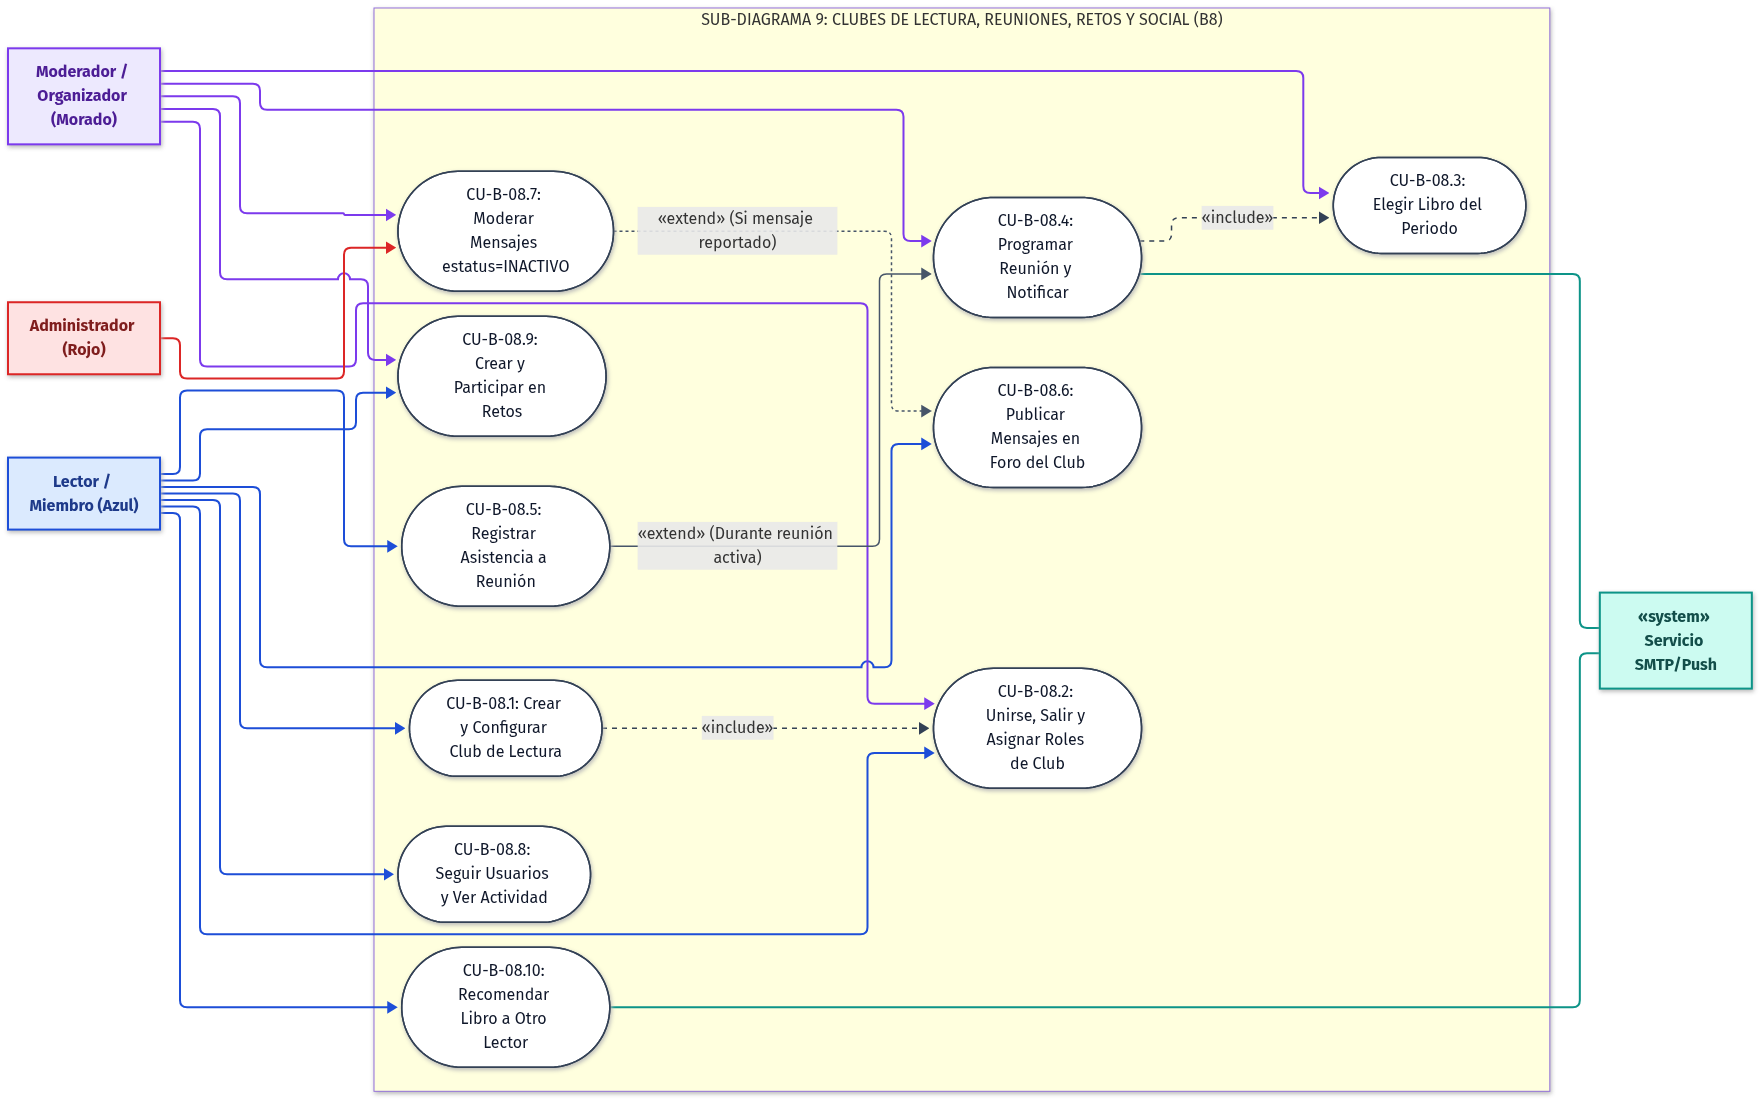 SUB-DIAGRAMA 9: CLUBES DE LECTURA, REUNIONES, RETOS Y SOCIAL (B8)
Moderador /
Organizador
(Morado)
Administrador
(Rojo)
Lector /
Miembro (Azul)
CU-B-08.7:
Moderar
Mensajes
estatus=INACTIVO
CU-B-08.9:
Crear y
Participar en
Retos
CU-B-08.5:
Registrar
Asistencia a
Reunión
CU-B-08.1: Crear
y Configurar
Club de Lectura
CU-B-08.8:
Seguir Usuarios
y Ver Actividad
CU-B-08.10:
Recomendar
Libro a Otro
Lector
«extend» (Si mensaje
reportado)
«extend» (Durante reunión
activa)
«include»
CU-B-08.4:
Programar
Reunión y
Notificar
CU-B-08.6:
Publicar
Mensajes en
Foro del Club
CU-B-08.2:
Unirse, Salir y
Asignar Roles
de Club
«include»
CU-B-08.3:
Elegir Libro del
Periodo
«system»
Servicio
SMTP/Push